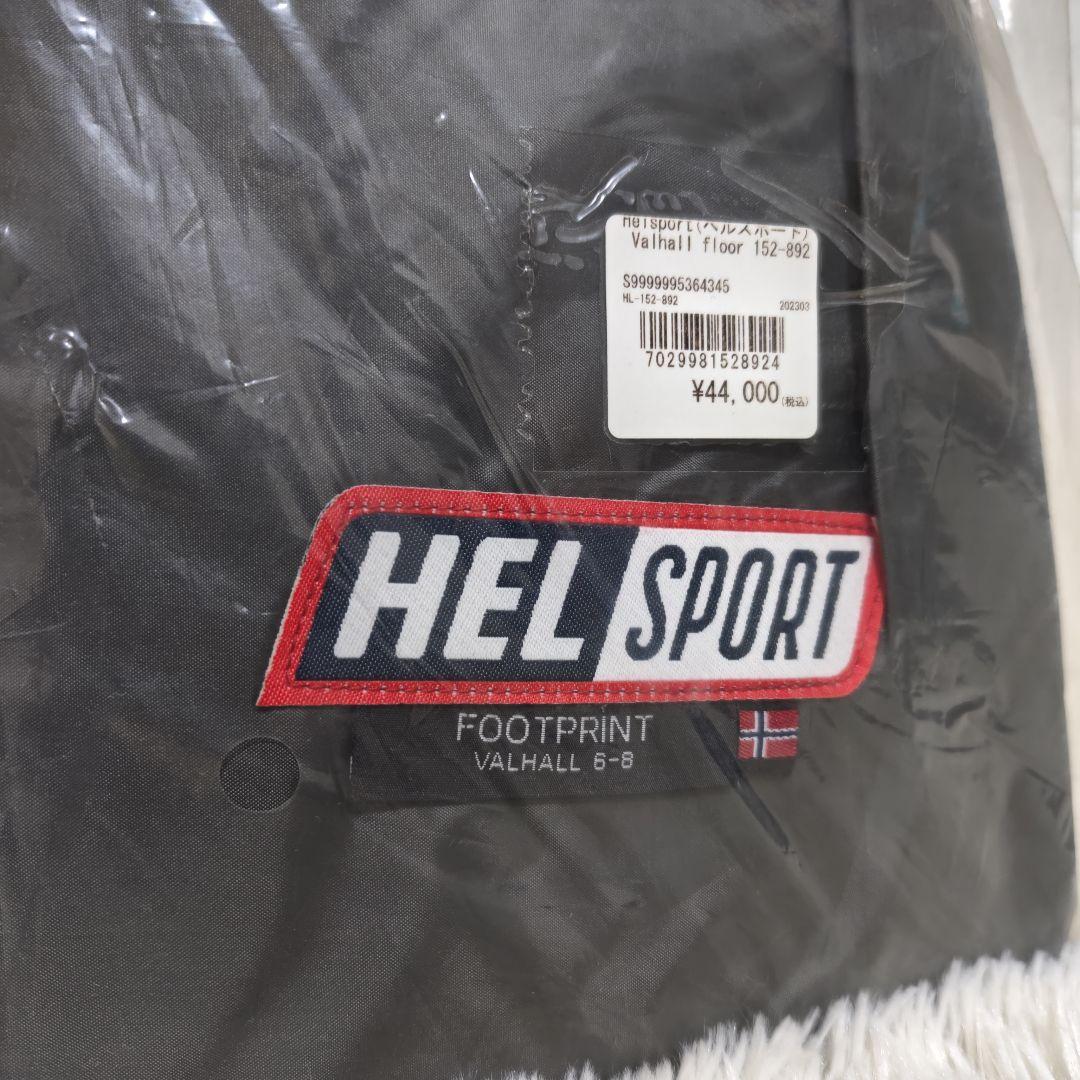 Helsport(ヘルスポート)
Valhall floor 152-892
S9999995364345
HL-152-892 202303
7029981528924
¥44,000(税込)
HEL SPORT
FOOTPRINT
VALHALL 6-8